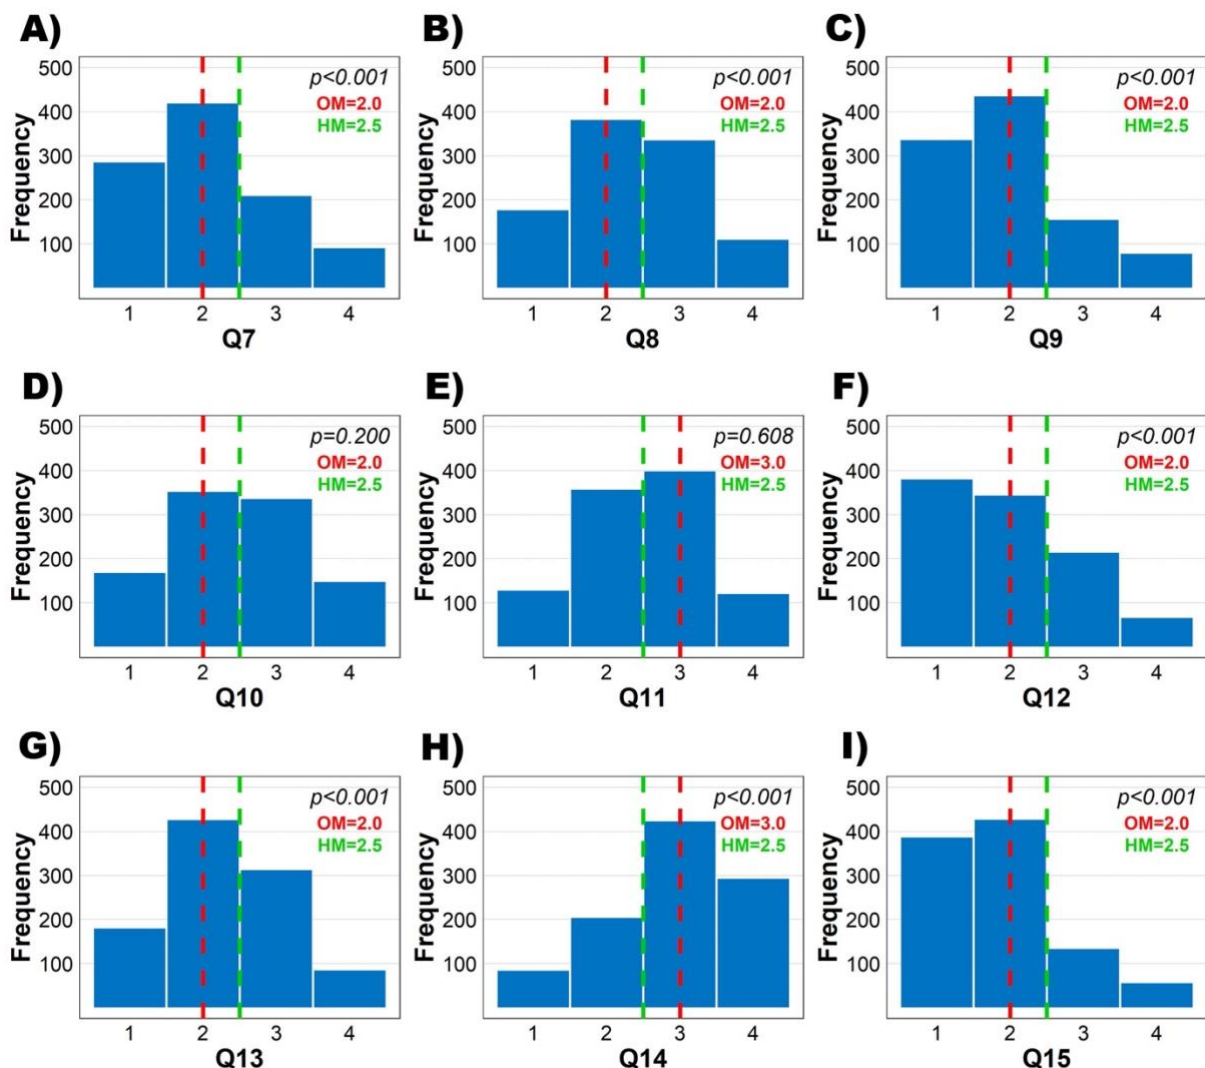 A)
500
400
300
200
100
Frequency
p<0.001
OM=2.0
HM=2.5
1 2 3 4
Q7
B)
500
400
300
200
100
Frequency
p<0.001
OM=2.0
HM=2.5
1 2 3 4
Q8
C)
500
400
300
200
100
Frequency
p<0.001
OM=2.0
HM=2.5
1 2 3 4
Q9
D)
500
400
300
200
100
Frequency
p=0.200
OM=2.0
HM=2.5
1 2 3 4
Q10
E)
500
400
300
200
100
Frequency
p=0.608
OM=3.0
HM=2.5
1 2 3 4
Q11
F)
500
400
300
200
100
Frequency
p<0.001
OM=2.0
HM=2.5
1 2 3 4
Q12
G)
500
400
300
200
100
Frequency
p<0.001
OM=2.0
HM=2.5
1 2 3 4
Q13
H)
500
400
300
200
100
Frequency
p<0.001
OM=3.0
HM=2.5
1 2 3 4
Q14
I)
500
400
300
200
100
Frequency
p<0.001
OM=2.0
HM=2.5
1 2 3 4
Q15